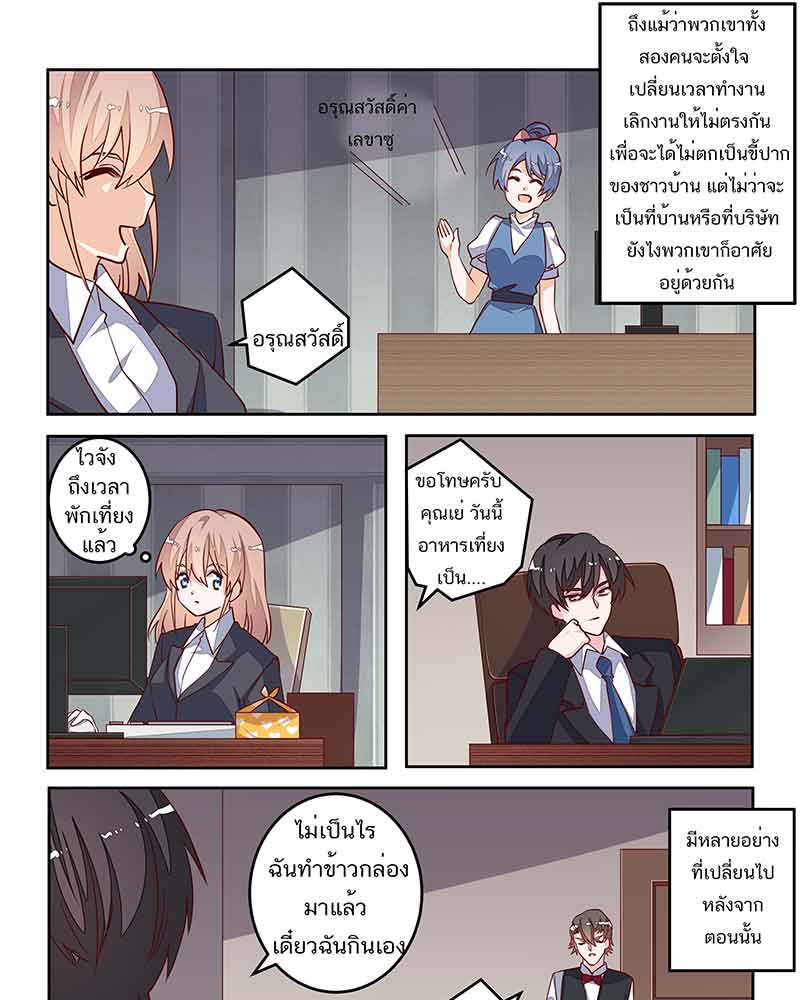 ถึงแม้ว่าพวกเขาทั้ง
สองคนจะตั้งใจ
เปลี่ยนเวลาทำงาน
เลิกงานให้ไม่ตรงกัน
เพื่อจะได้ไม่ตกเป็นขี้ปาก
ของชาวบ้าน แต่ไม่ว่าจะ
เป็นที่บ้านหรือที่บริษัท
ยังไงพวกเขาก็อาศัย
อยู่ด้วยกัน
อรุณสวัสดิ์ค่า
เลขาซู
อรุณสวัสดิ์
ไวจัง
ถึงเวลา
พักเที่ยง
แล้ว
ขอโทษครับ
คุณเย่ วันนี้
อาหารเที่ยง
เป็น....
ไม่เป็นไร
ฉันทำข้าวกล่อง
มาแล้ว
เดี๋ยวฉันกินเอง
มีหลายอย่าง
ที่เปลี่ยนไป
หลังจาก
ตอนนั้น